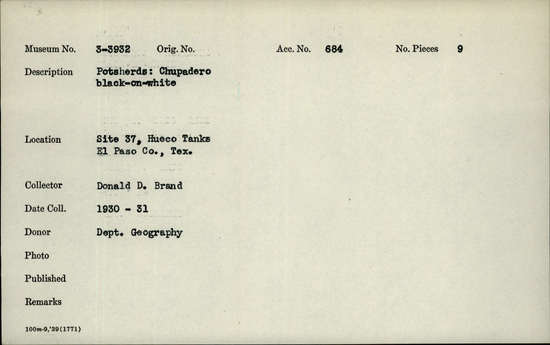 Museum No. 3-3932 Orig. No. Acc. No. 684 No. Pieces 9
Description Potsherds: Chupadero
black-on-white
Location Site 37, Hueco Tanks
El Paso Co., Tex.
Collector Donald D. Brand
Date Coll. 1930 - 31
Donor Dept. Geography
Photo
Published
Remarks
100m-9,'39(1771)